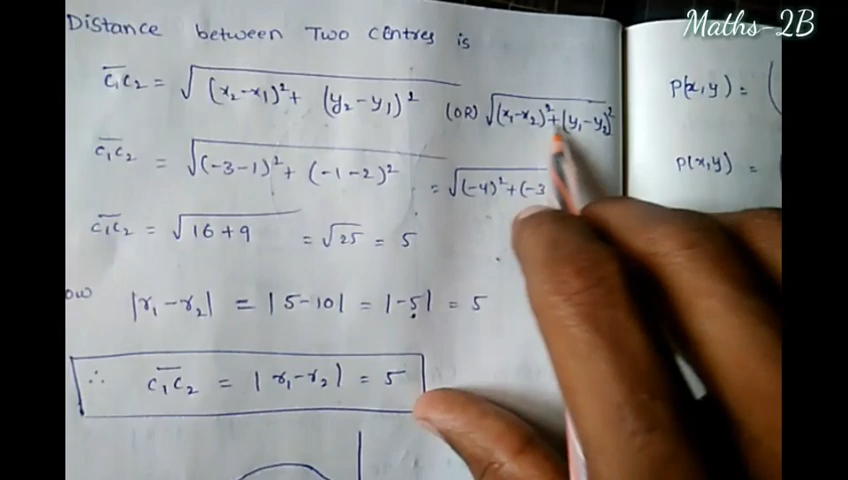 Maths-2B
Distance between Two centres is
C₁C₂ = √(x₂-x₁)² + (y₂-y₁)² (OR) √(x₁-x₂)²+(y₁-y₂)²
C₁C₂ = √(-3-1)² + (-1-2)² = √(-4)²+(-3
C₁C₂ = √16+9 = √25 = 5
ow |r₁-r₂| = |5-10| = |-5| = 5
∴ C₁C₂ = |r₁-r₂| = 5
P(x,y) = (
P(x,y) =